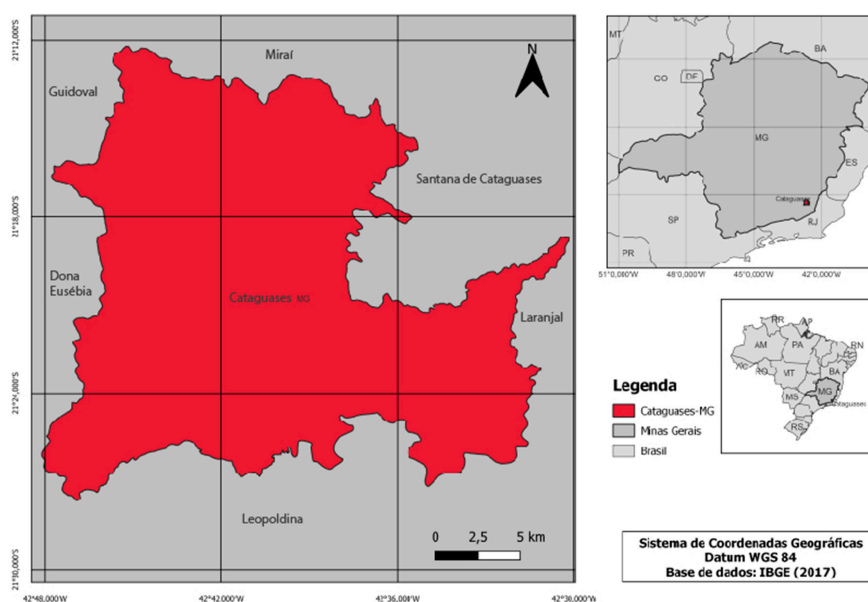 Miraí
N
Guidoval
Santana de Cataguases
Dona
Eusébia
Cataguases MG
Laranjal
Leopoldina
0 2,5 5 km
21°12,000'S
21°18,000'S
21°24,000'S
21°30,000'S
42°48,000'W
42°42,000'W
42°36,004'W
42°30,000'W
MT
BA
GO
DF
MG
ES
Cataguases
SP
RJ
PR
51°0,000'W
48°0,000'W
45°0,000'W
42°0,000'W
RR
AP
AM
PA
RN
AC
RO
MT
BA
MS
MG
Cataguases
RS
Legenda
Cataguases-MG
Minas Gerais
Brasil
Sistema de Coordenadas Geográficas
Datum WGS 84
Base de dados: IBGE (2017)